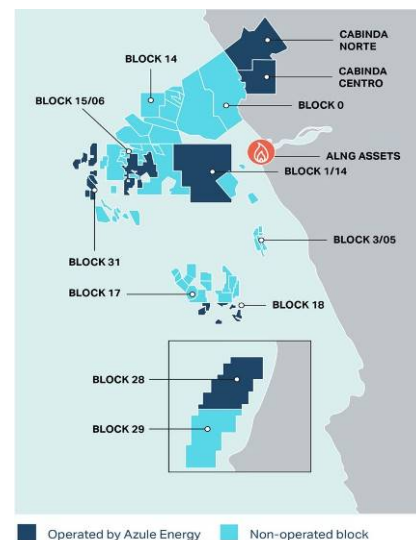 CABINDA
NORTE
BLOCK 14
CABINDA
CENTRO
BLOCK 15/06
BLOCK 0
ALNG ASSETS
BLOCK 1/14
BLOCK 3/05
BLOCK 31
BLOCK 17
BLOCK 18
BLOCK 28
BLOCK 29
Operated by Azule Energy
Non-operated block